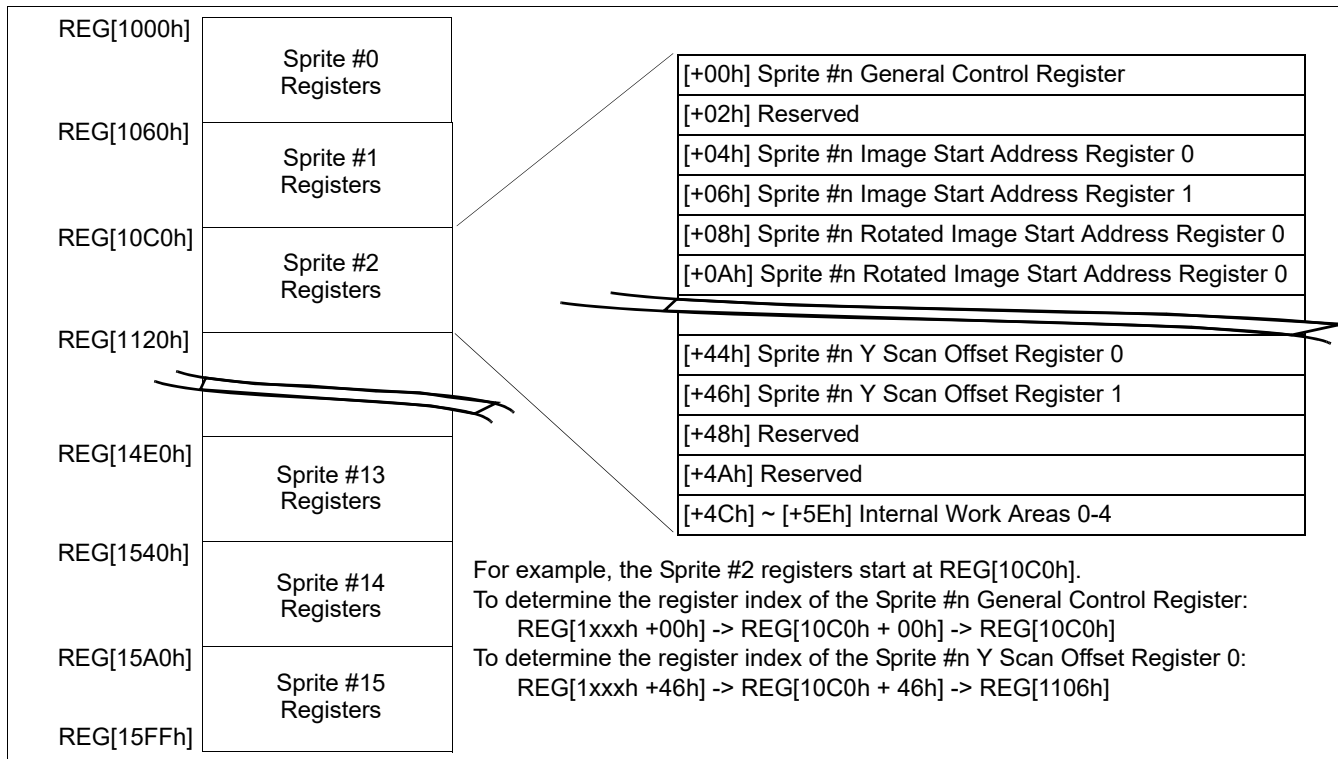 REG[1000h]
Sprite #0
Registers
REG[1060h]
Sprite #1
Registers
REG[10C0h]
Sprite #2
Registers
REG[1120h]
REG[14E0h]
Sprite #13
Registers
REG[1540h]
Sprite #14
Registers
REG[15A0h]
Sprite #15
Registers
REG[15FFh]
[+00h] Sprite #n General Control Register
[+02h] Reserved
[+04h] Sprite #n Image Start Address Register 0
[+06h] Sprite #n Image Start Address Register 1
[+08h] Sprite #n Rotated Image Start Address Register 0
[+0Ah] Sprite #n Rotated Image Start Address Register 0
[+44h] Sprite #n Y Scan Offset Register 0
[+46h] Sprite #n Y Scan Offset Register 1
[+48h] Reserved
[+4Ah] Reserved
[+4Ch] ~ [+5Eh] Internal Work Areas 0-4
For example, the Sprite #2 registers start at REG[10C0h].
To determine the register index of the Sprite #n General Control Register:
REG[1xxxh +00h] -> REG[10C0h + 00h] -> REG[10C0h]
To determine the register index of the Sprite #n Y Scan Offset Register 0:
REG[1xxxh +46h] -> REG[10C0h + 46h] -> REG[1106h]